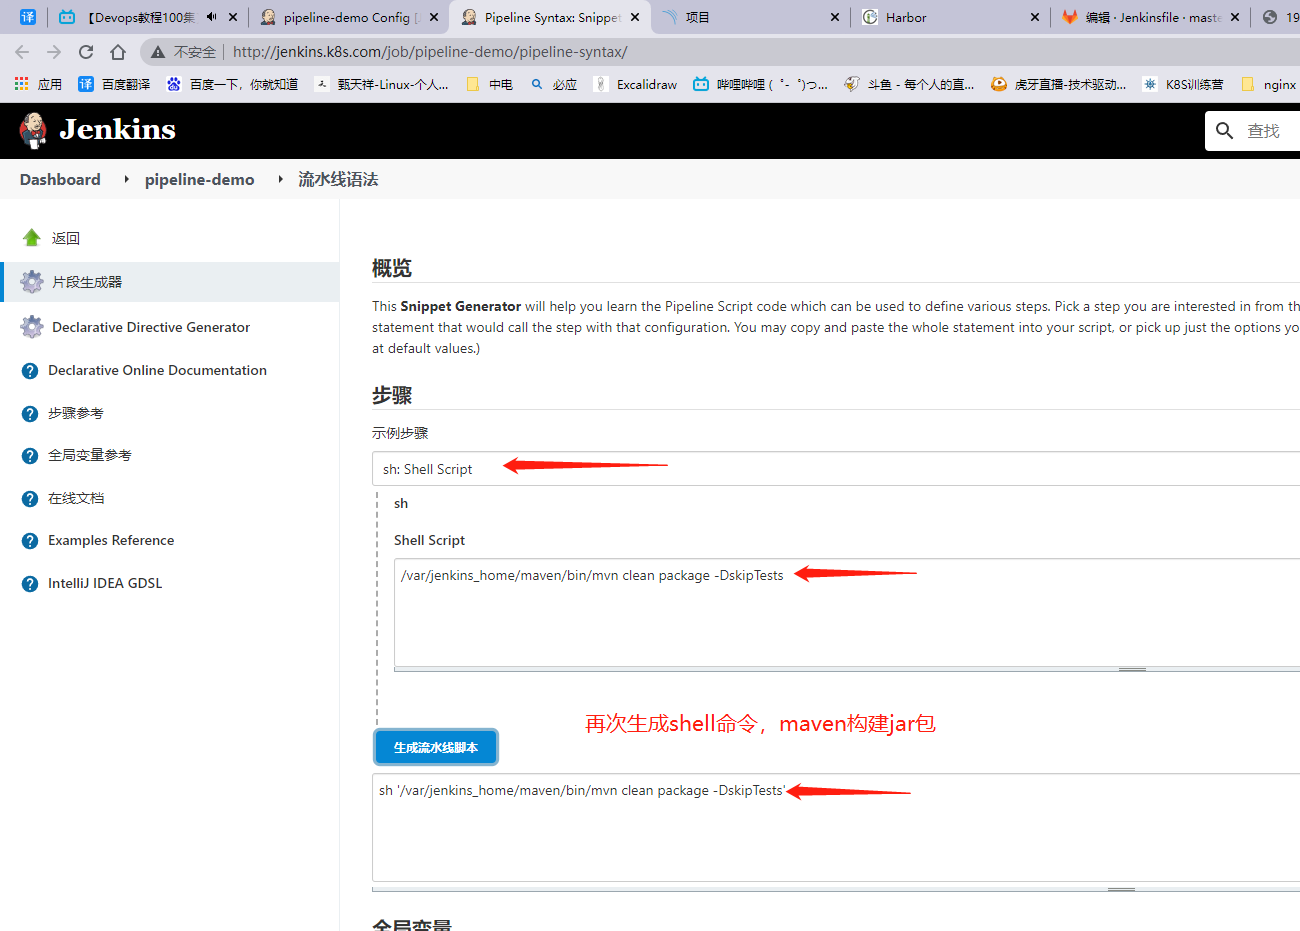 译
【Devops教程100集
pipeline-demo Config [
Pipeline Syntax: Snippet
项目
Harbor
编辑 · Jenkinsfile · maste
19
不安全
http://jenkins.k8s.com/job/pipeline-demo/pipeline-syntax/
应用
译
百度翻译
百度一下，你就知道
甄天祥-Linux-个人...
中电
必应
Excalidraw
哔哩哔哩 (゜-゜)つ...
斗鱼 - 每个人的直...
虎牙直播-技术驱动...
K8S训练营
nginx
Jenkins
查找
Dashboard
pipeline-demo
流水线语法
返回
片段生成器
Declarative Directive Generator
Declarative Online Documentation
步骤参考
全局变量参考
在线文档
Examples Reference
IntelliJ IDEA GDSL
概览
This Snippet Generator will help you learn the Pipeline Script code which can be used to define various steps. Pick a step you are interested in from th
statement that would call the step with that configuration. You may copy and paste the whole statement into your script, or pick up just the options yo
at default values.)
步骤
示例步骤
sh: Shell Script
sh
Shell Script
/var/jenkins_home/maven/bin/mvn clean package -DskipTests
再次生成shell命令，maven构建jar包
生成流水线脚本
sh '/var/jenkins_home/maven/bin/mvn clean package -DskipTests'
全局变量